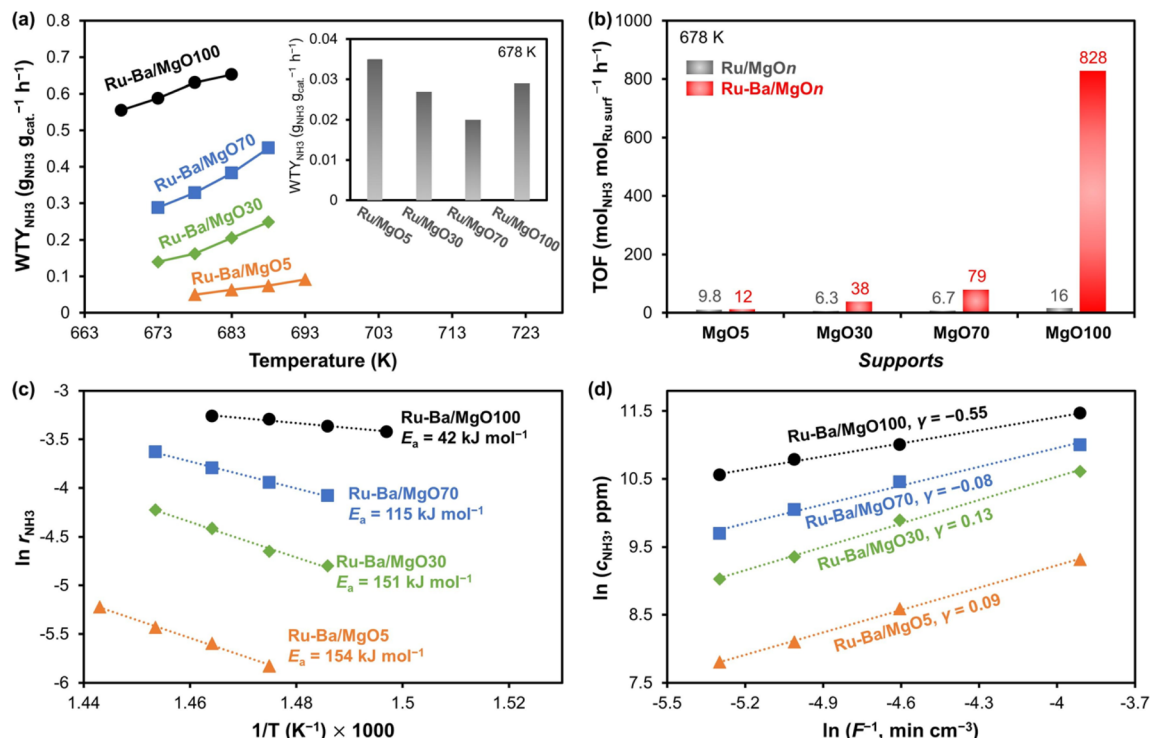 (a)
0.8
0.7
0.6
0.5
0.4
0.3
0.2
0.1
0
WTY_NH3 (g_NH3 g_cat.⁻¹ h⁻¹)
663 673 683 693 703 713 723
Temperature (K)
Ru-Ba/MgO100
Ru-Ba/MgO70
Ru-Ba/MgO30
Ru-Ba/MgO5
0.04
0.03
0.02
0.01
0
WTY_NH3 (g_NH3 g_cat.⁻¹ h⁻¹)
678 K
Ru/MgO5 Ru/MgO30 Ru/MgO70 Ru/MgO100
(b)
1000
800
600
400
200
0
TOF (mol_NH3 mol_Ru surf⁻¹ h⁻¹)
678 K
Ru/MgOn
Ru-Ba/MgOn
9.8 12 6.3 38 6.7 79 16 828
MgO5 MgO30 MgO70 MgO100
Supports
(c)
-3
-3.5
-4
-4.5
-5
-5.5
-6
ln r_NH3
Ru-Ba/MgO100
E_a = 42 kJ mol⁻¹
Ru-Ba/MgO70
E_a = 115 kJ mol⁻¹
Ru-Ba/MgO30
E_a = 151 kJ mol⁻¹
Ru-Ba/MgO5
E_a = 154 kJ mol⁻¹
1.44 1.46 1.48 1.5 1.52
1/T (K⁻¹) × 1000
(d)
11.5
10.5
9.5
8.5
7.5
ln (c_NH3, ppm)
Ru-Ba/MgO100, γ = −0.55
Ru-Ba/MgO70, γ = −0.08
Ru-Ba/MgO30, γ = 0.13
Ru-Ba/MgO5, γ = 0.09
-5.5 -5.2 -4.9 -4.6 -4.3 -4 -3.7
ln (F⁻¹, min cm⁻³)